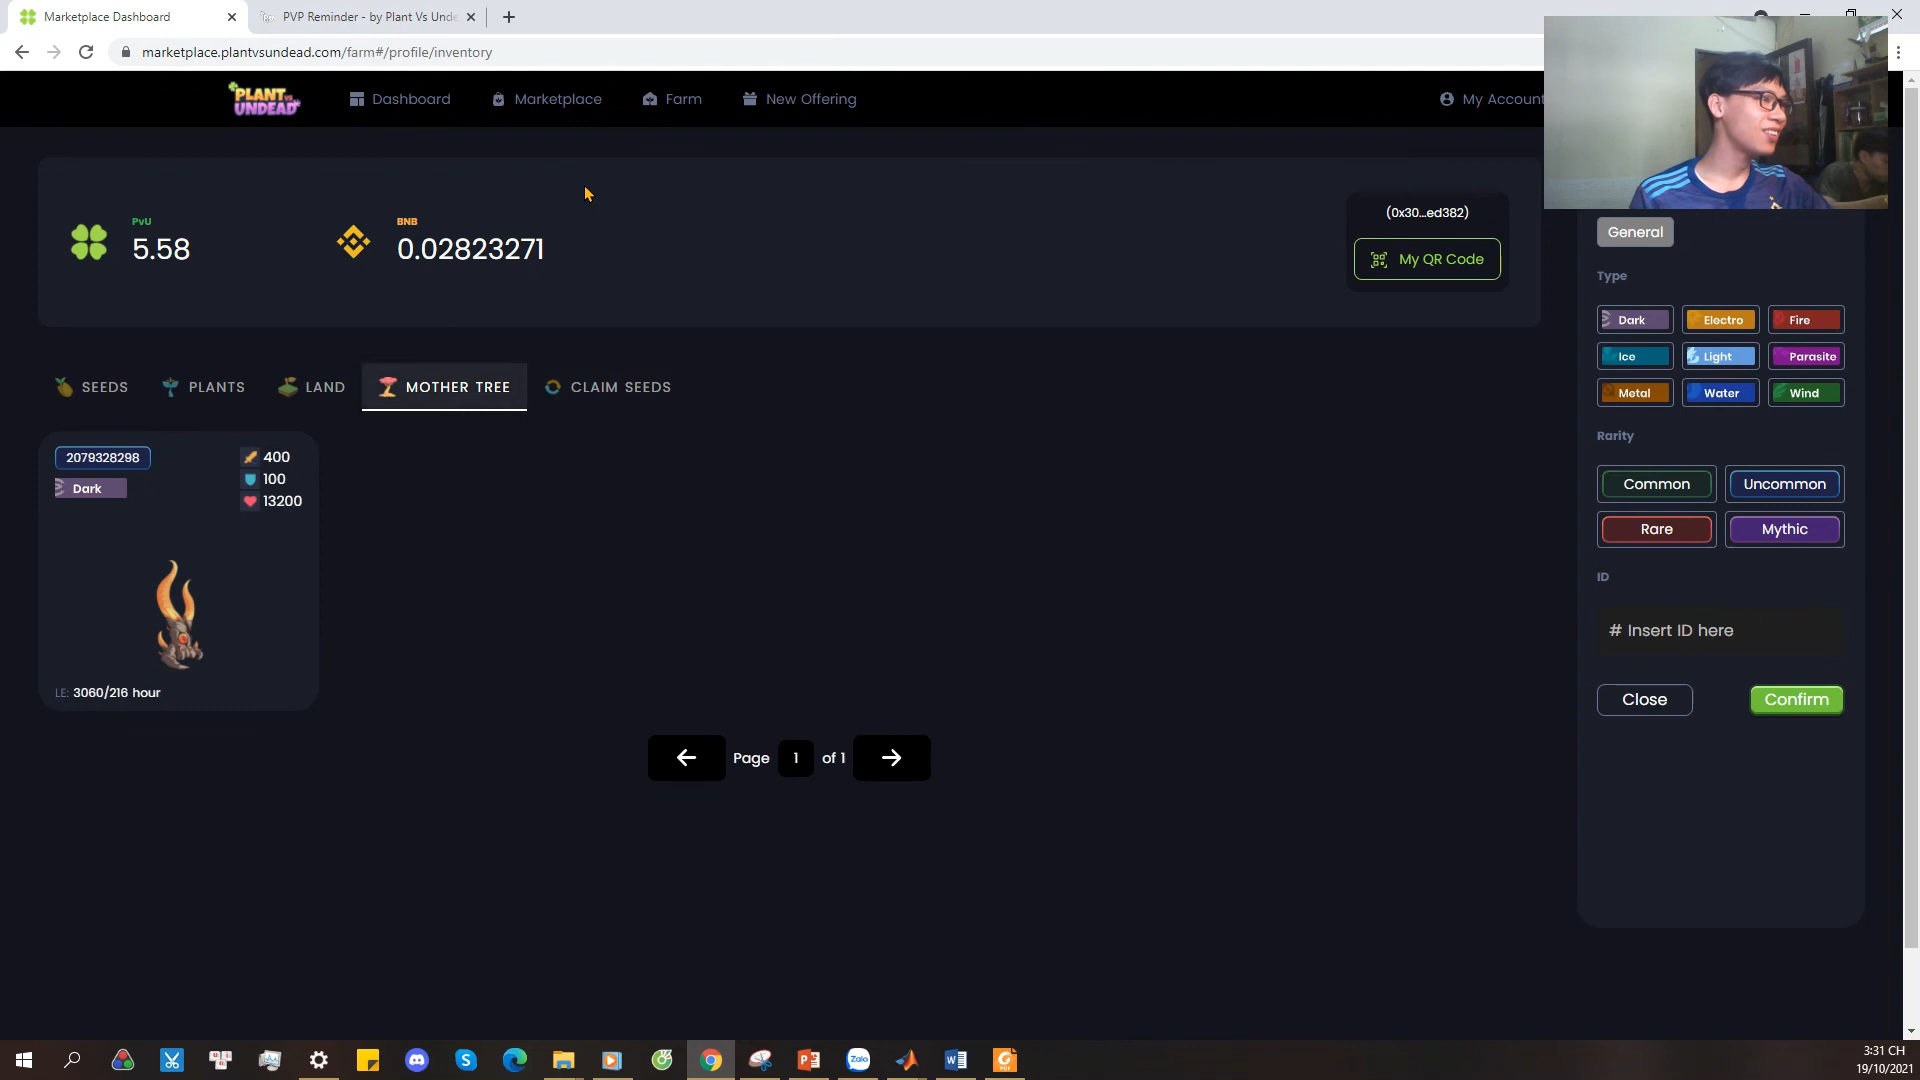 Marketplace Dashboard
PVP Reminder - by Plant Vs Unde
marketplace.plantvsundead.com/farm#/profile/inventory
PLANT VS UNDEAD
Dashboard
Marketplace
Farm
New Offering
My Account
PvU
5.58
BNB
0.02823271
(0x30...ed382)
My QR Code
SEEDS
PLANTS
LAND
MOTHER TREE
CLAIM SEEDS
2079328298
Dark
400
100
13200
LE: 3060/216 hour
Page 1 of 1
General
Type
Dark
Electro
Fire
Ice
Light
Parasite
Metal
Water
Wind
Rarity
Common
Uncommon
Rare
Mythic
ID
# Insert ID here
Close
Confirm
Zalo
3:31 CH
19/10/2021